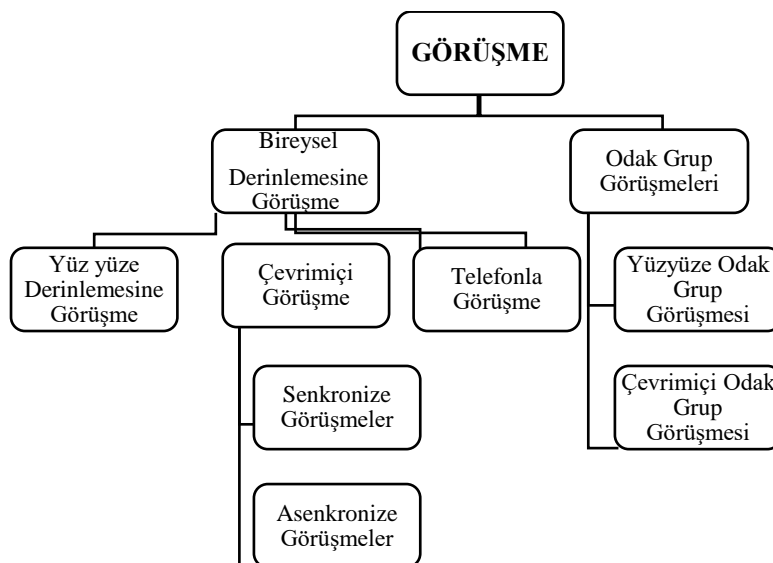 GÖRÜŞME
Bireysel
Derinlemesine
Görüşme
Odak Grup
Görüşmeleri
Yüz yüze
Derinlemesine
Görüşme
Çevrimiçi
Görüşme
Telefonla
Görüşme
Yüzyüze Odak
Grup
Görüşmesi
Senkronize
Görüşmeler
Çevrimiçi Odak
Grup
Görüşmesi
Asenkronize
Görüşmeler